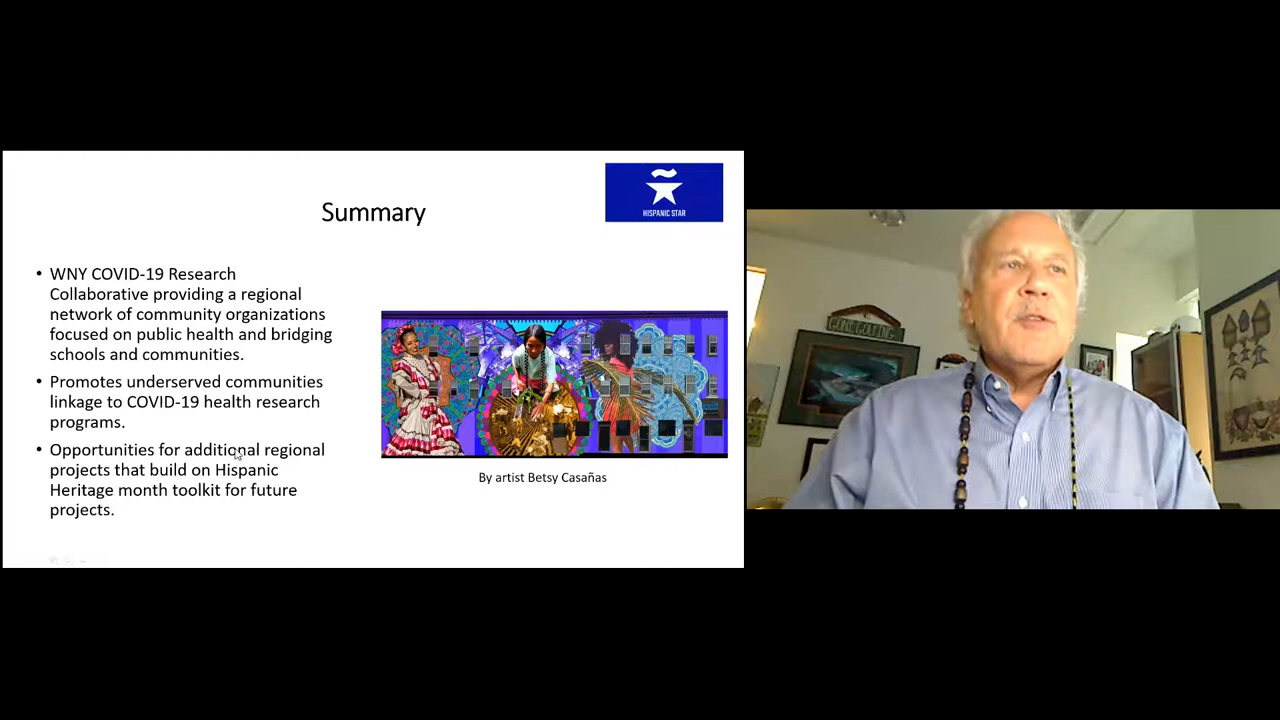 HISPANIC STAR
Summary
• WNY COVID-19 Research
Collaborative providing a regional
network of community organizations
focused on public health and bridging
schools and communities.
• Promotes underserved communities
linkage to COVID-19 health research
programs.
• Opportunities for additional regional
projects that build on Hispanic
Heritage month toolkit for future
projects.
By artist Betsy Casañas
GONE GOLFING